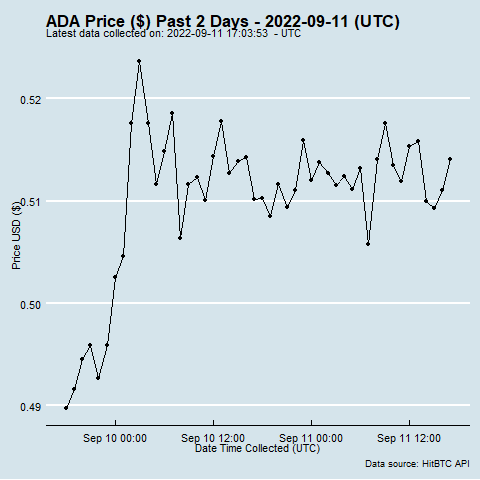 ADA Price ($) Past 2 Days - 2022-09-11 (UTC)
Latest data collected on: 2022-09-11 17:03:53 - UTC
0.52
0.51
0.50
0.49
Price USD ($)
Sep 10 00:00 Sep 10 12:00 Sep 11 00:00 Sep 11 12:00
Date Time Collected (UTC)
Data source: HitBTC API